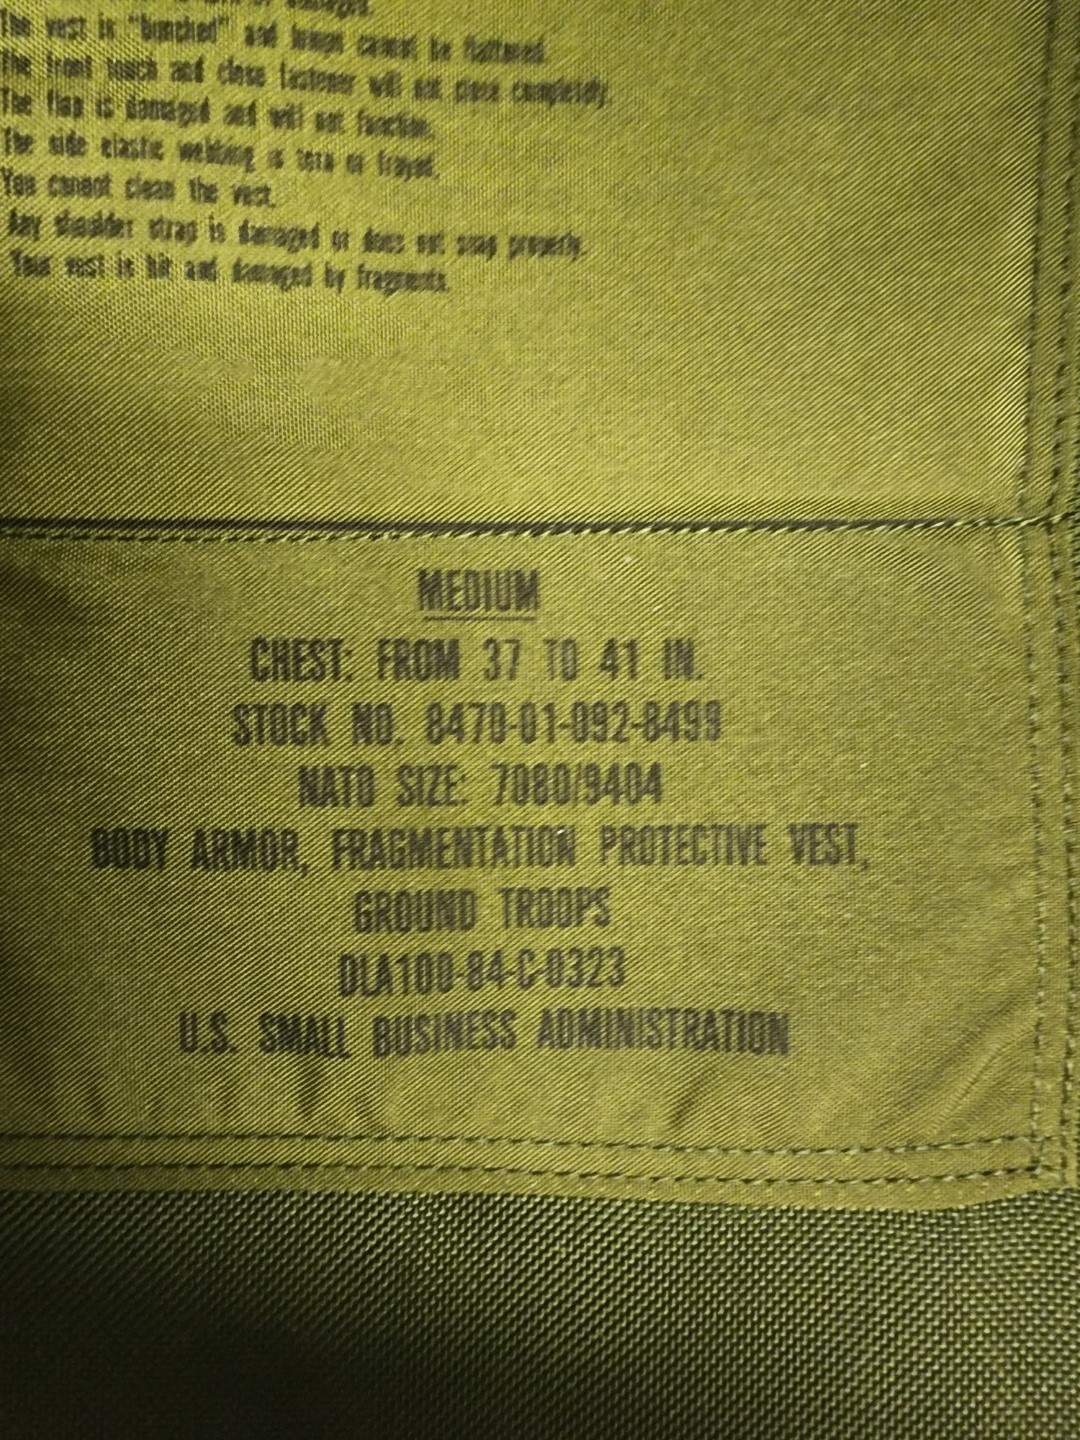 damaged.
The vest is "bunched" and lumps cannot be flattened.
The front touch and close fastener will not close completely.
The flap is damaged and will not function.
The side elastic webbing is torn or frayed.
You cannot clean the vest.
Any shoulder strap is damaged or does not snap properly.
Your vest is hit and damaged by fragments.
MEDIUM
CHEST: FROM 37 TO 41 IN.
STOCK NO. 8470-01-092-8499
NATO SIZE: 7080/9404
BODY ARMOR, FRAGMENTATION PROTECTIVE VEST,
GROUND TROOPS
DLA100-84-C-0323
U.S. SMALL BUSINESS ADMINISTRATION